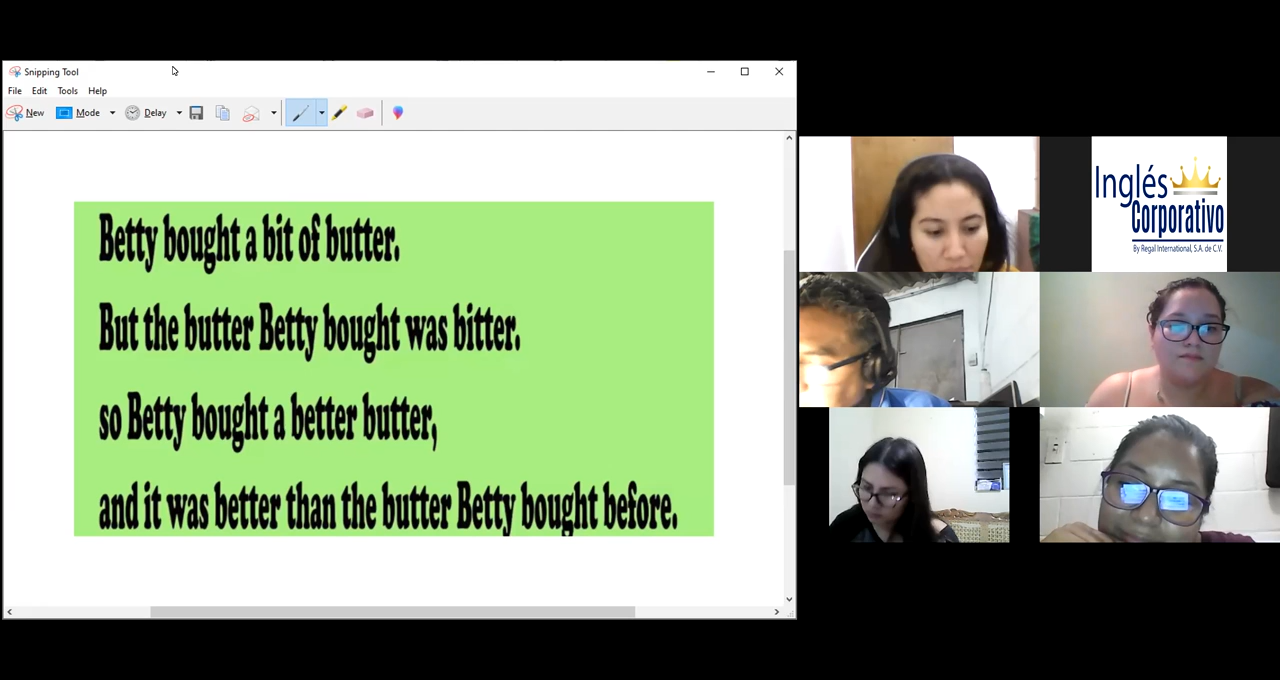 Snipping Tool
File Edit Tools Help
New Mode Delay
Betty bought a bit of butter.
But the butter Betty bought was bitter.
so Betty bought a better butter,
and it was better than the butter Betty bought before.
Inglés
Corporativo
By Regal International, S.A. de C.V.